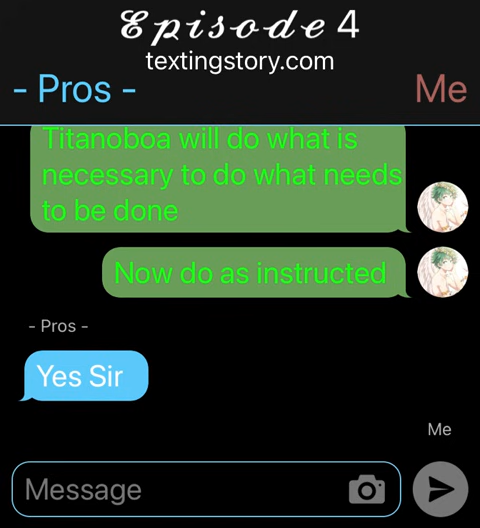 Episode 4
textingstory.com
- Pros - Me
Titanoboa will do what is
necessary to do what needs
to be done
Now do as instructed
- Pros -
Yes Sir
Me
Message